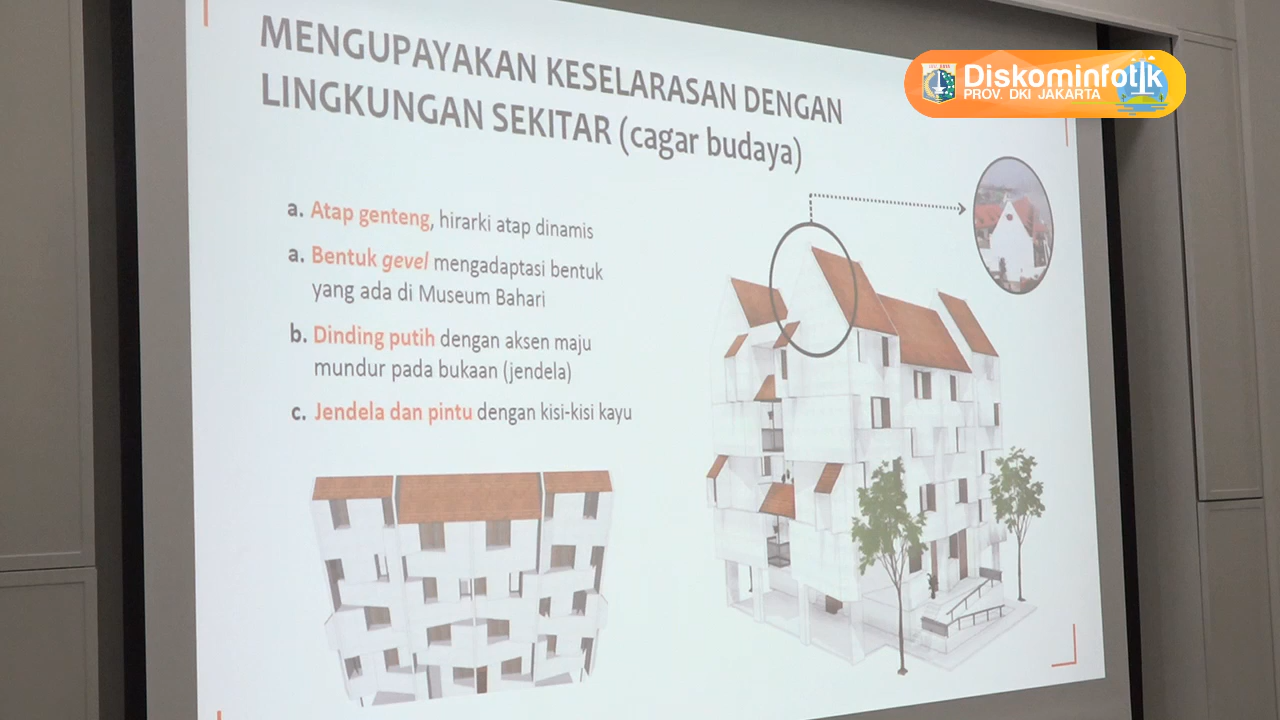 MENGUPAYAKAN KESELARASAN DENGAN
LINGKUNGAN SEKITAR (cagar budaya)
Diskominfotik
PROV. DKI JAKARTA
a. Atap genteng, hirarki atap dinamis
a. Bentuk gevel mengadaptasi bentuk
yang ada di Museum Bahari
b. Dinding putih dengan aksen maju
mundur pada bukaan (jendela)
c. Jendela dan pintu dengan kisi-kisi kayu